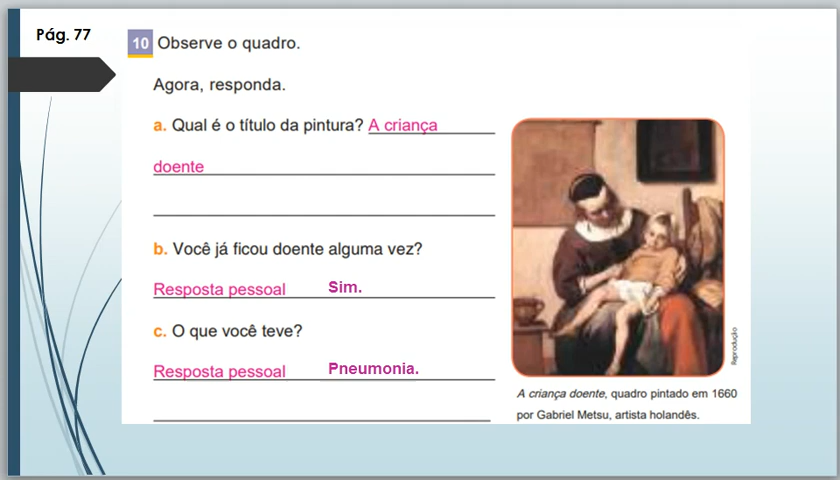 Pág. 77
10 Observe o quadro.
Agora, responda.
a. Qual é o título da pintura? A criança
doente
b. Você já ficou doente alguma vez?
Resposta pessoal Sim.
c. O que você teve?
Resposta pessoal Pneumonia.
Reprodução
A criança doente, quadro pintado em 1660
por Gabriel Metsu, artista holandês.